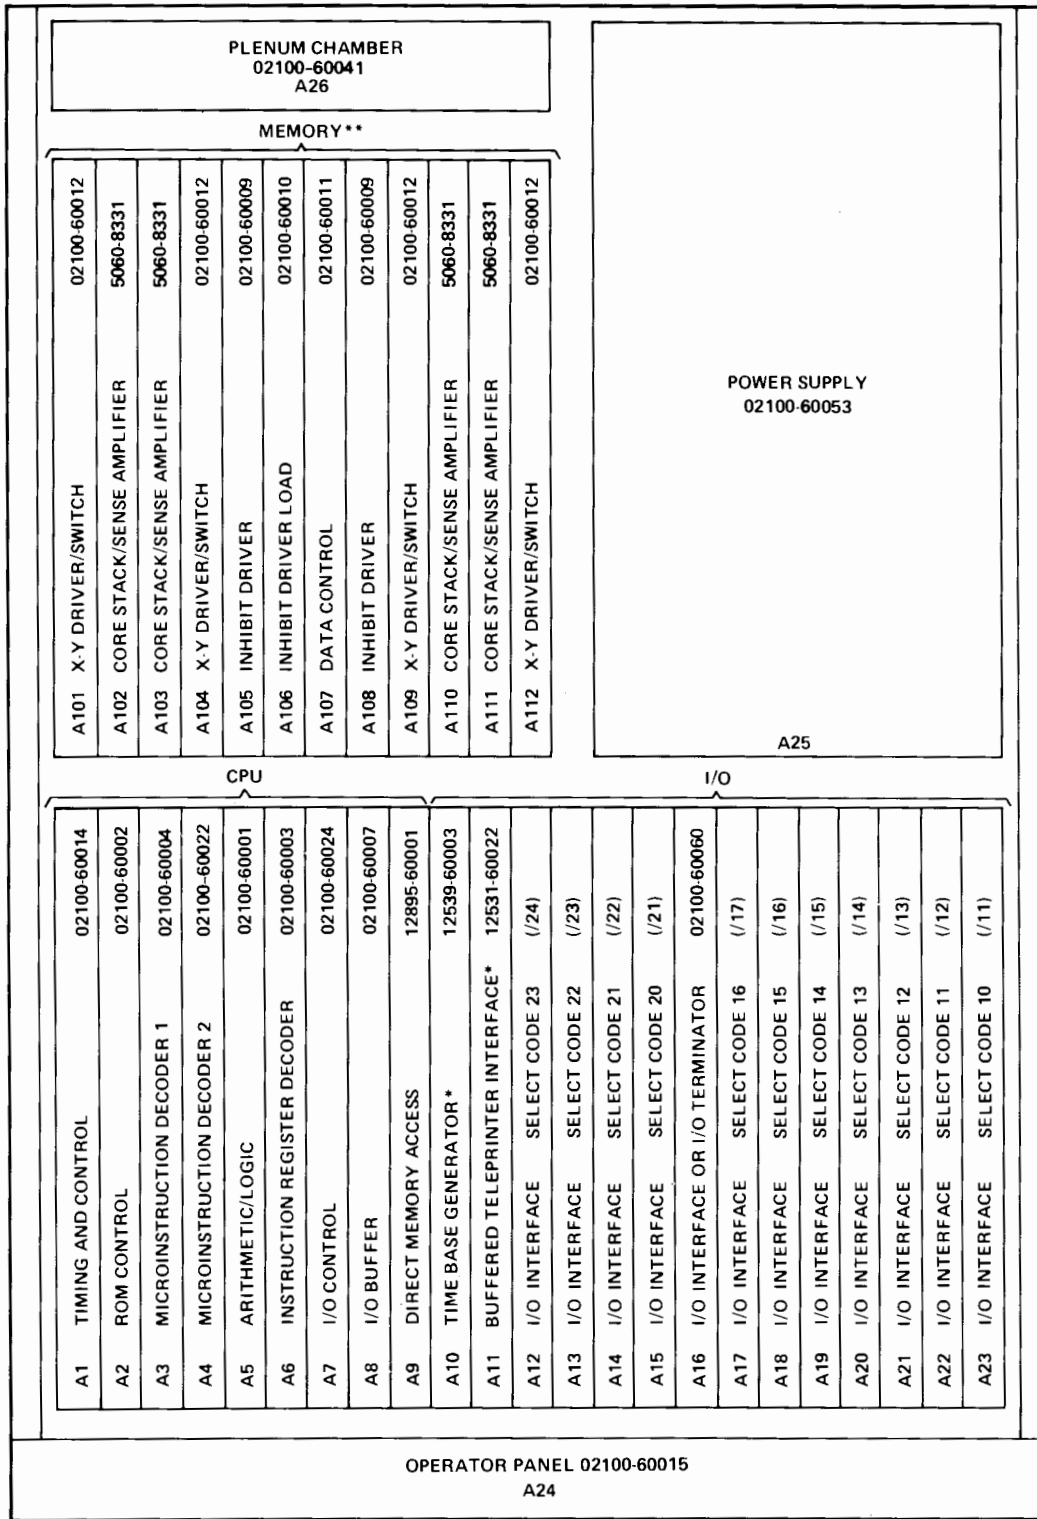 PLENUM CHAMBER
02100-60041
A26
MEMORY**
A101 X-Y DRIVER/SWITCH 02100-60012
A102 CORE STACK/SENSE AMPLIFIER 5060-8331
A103 CORE STACK/SENSE AMPLIFIER 5060-8331
A104 X-Y DRIVER/SWITCH 02100-60012
A105 INHIBIT DRIVER 02100-60009
A106 INHIBIT DRIVER LOAD 02100-60010
A107 DATA CONTROL 02100-60011
A108 INHIBIT DRIVER 02100-60009
A109 X-Y DRIVER/SWITCH 02100-60012
A110 CORE STACK/SENSE AMPLIFIER 5060-8331
A111 CORE STACK/SENSE AMPLIFIER 5060-8331
A112 X-Y DRIVER/SWITCH 02100-60012
POWER SUPPLY
02100-60053
A25
CPU
A1 TIMING AND CONTROL 02100-60014
A2 ROM CONTROL 02100-60002
A3 MICROINSTRUCTION DECODER 1 02100-60004
A4 MICROINSTRUCTION DECODER 2 02100-60022
A5 ARITHMETIC/LOGIC 02100-60001
A6 INSTRUCTION REGISTER DECODER 02100-60003
A7 I/O CONTROL 02100-60024
A8 I/O BUFFER 02100-60007
A9 DIRECT MEMORY ACCESS 12895-60001
I/O
A10 TIME BASE GENERATOR* 12539-60003
A11 BUFFERED TELEPRINTER INTERFACE* 12531-60022
A12 I/O INTERFACE SELECT CODE 23 (/24)
A13 I/O INTERFACE SELECT CODE 22 (/23)
A14 I/O INTERFACE SELECT CODE 21 (/22)
A15 I/O INTERFACE SELECT CODE 20 (/21)
A16 I/O INTERFACE OR I/O TERMINATOR 02100-60060
A17 I/O INTERFACE SELECT CODE 16 (/17)
A18 I/O INTERFACE SELECT CODE 15 (/16)
A19 I/O INTERFACE SELECT CODE 14 (/15)
A20 I/O INTERFACE SELECT CODE 13 (/14)
A21 I/O INTERFACE SELECT CODE 12 (/13)
A22 I/O INTERFACE SELECT CODE 11 (/12)
A23 I/O INTERFACE SELECT CODE 10 (/11)
OPERATOR PANEL 02100-60015
A24